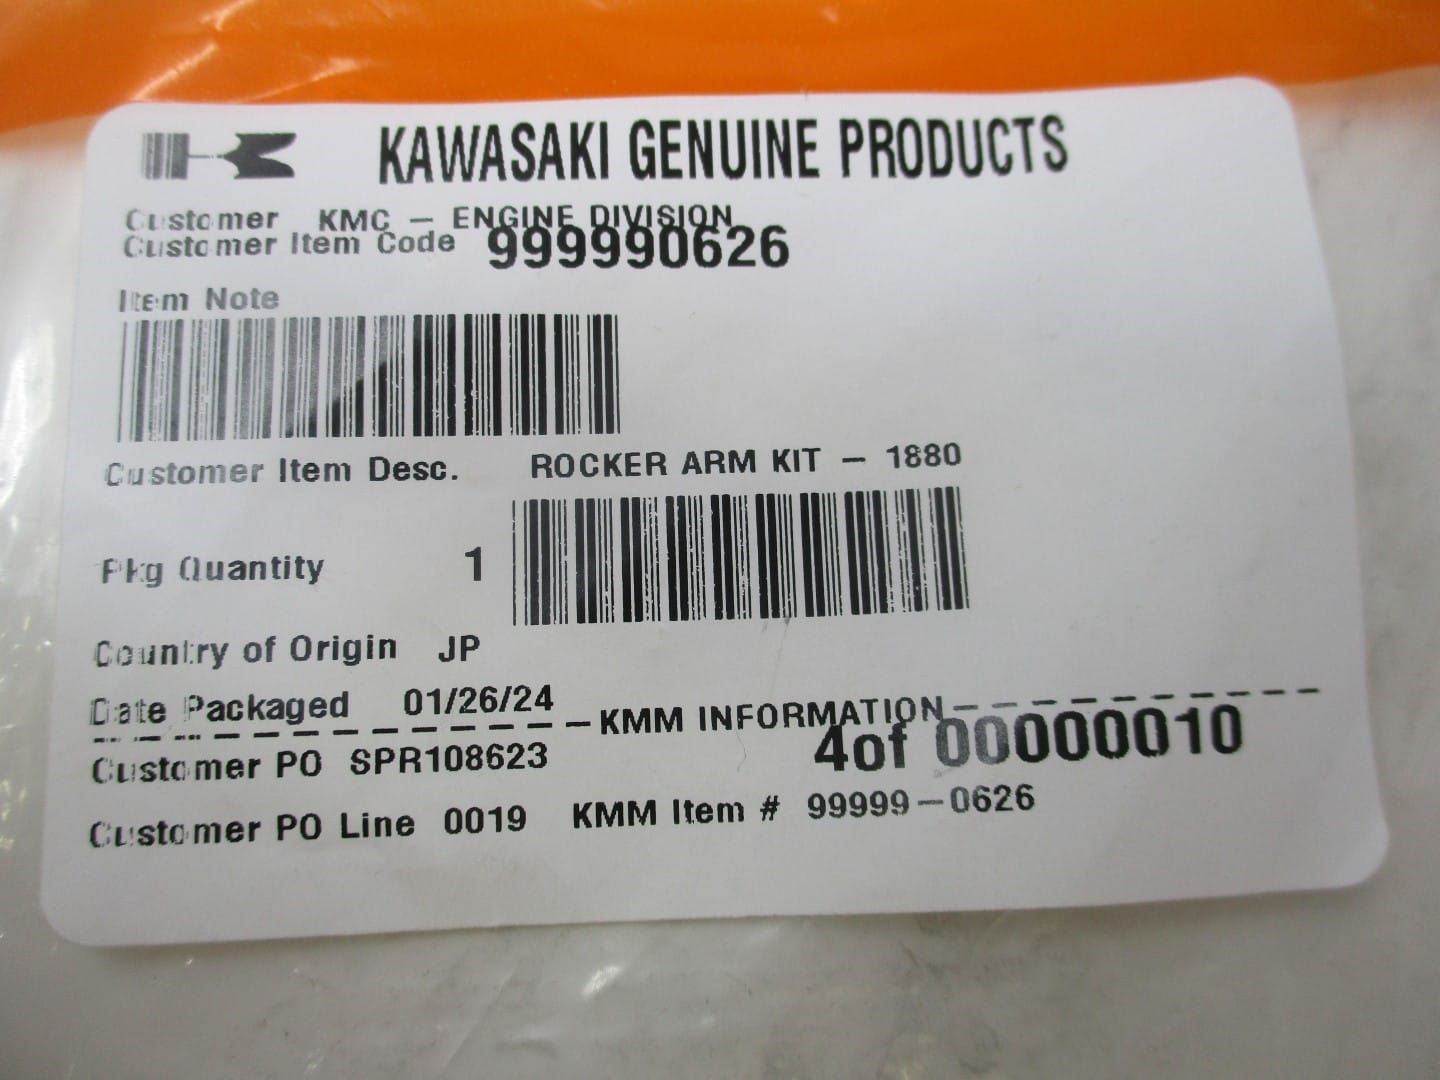 KAWASAKI GENUINE PRODUCTS
Customer KMC - ENGINE DIVISION
Customer Item Code 999990626
Item Note
Customer Item Desc. ROCKER ARM KIT - 1880
Pkg Quantity 1
Country of Origin JP
Date Packaged 01/26/24
KMM INFORMATION
Customer PO SPR108623 4of 00000010
Customer PO Line 0019 KMM Item # 99999-0626